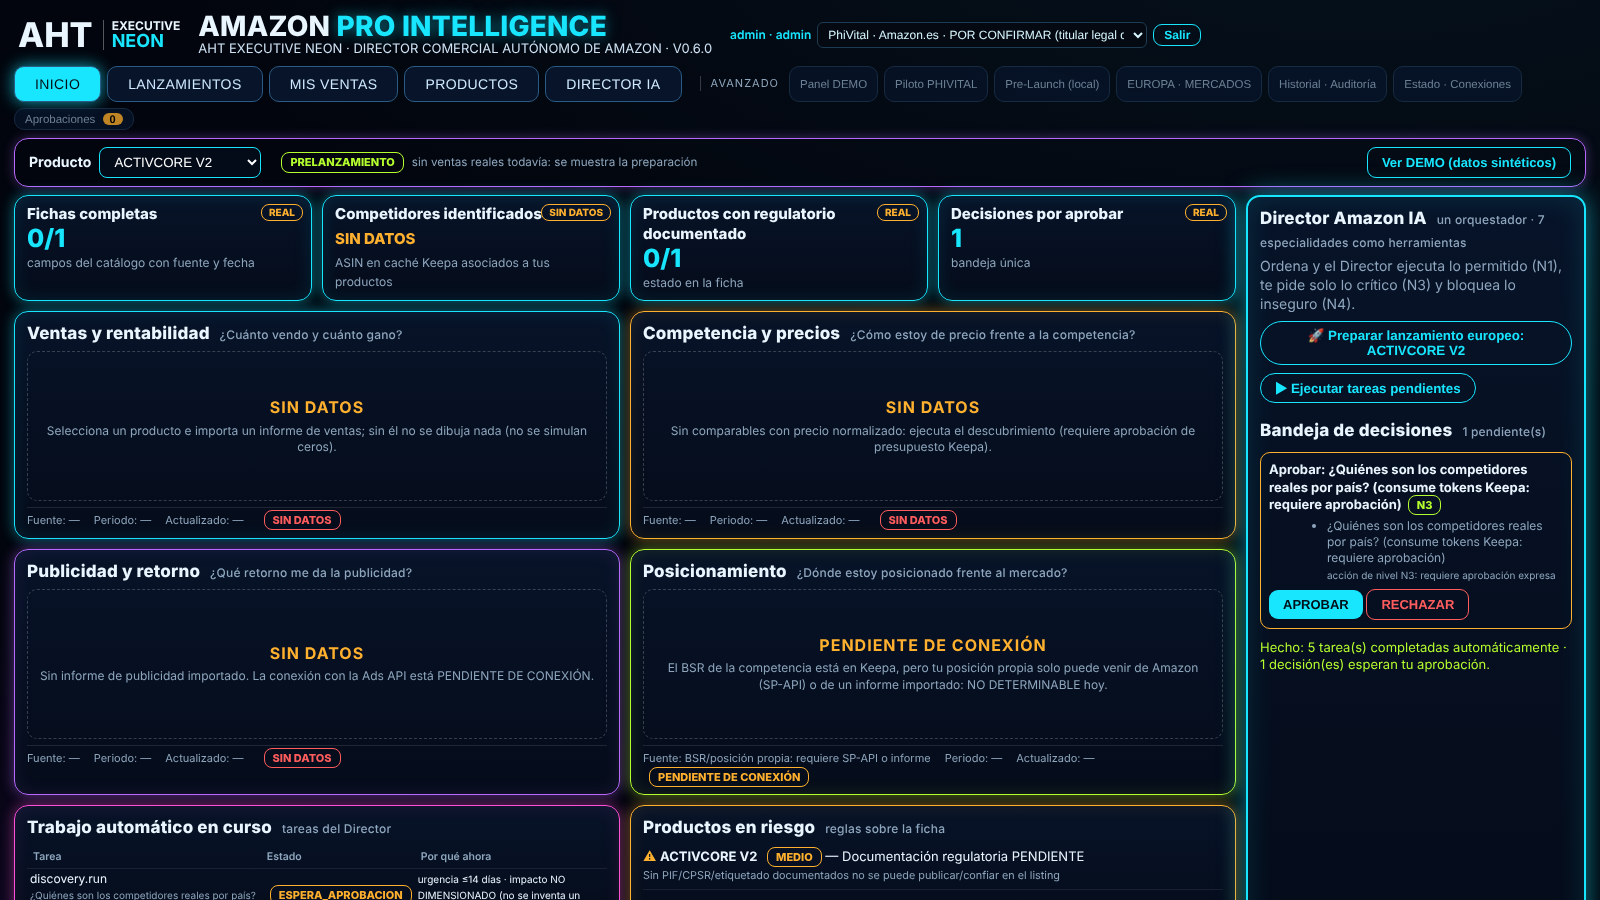 AHT
EXECUTIVE
NEON
AMAZON PRO INTELLIGENCE
AHT EXECUTIVE NEON · DIRECTOR COMERCIAL AUTÓNOMO DE AMAZON · V0.6.0
admin · admin
PhiVital · Amazon.es · POR CONFIRMAR (titular legal c
Salir
INICIO
LANZAMIENTOS
MIS VENTAS
PRODUCTOS
DIRECTOR IA
AVANZADO
Panel DEMO
Piloto PHIVITAL
Pre-Launch (local)
EUROPA · MERCADOS
Historial · Auditoría
Estado · Conexiones
Aprobaciones 0
Producto
ACTIVCORE V2
PRELANZAMIENTO
sin ventas reales todavía: se muestra la preparación
Ver DEMO (datos sintéticos)
Fichas completas
REAL
0/1
campos del catálogo con fuente y fecha
Competidores identificados
SIN DATOS
SIN DATOS
ASIN en caché Keepa asociados a tus
productos
Productos con regulatorio
documentado
REAL
0/1
estado en la ficha
Decisiones por aprobar
REAL
1
bandeja única
Ventas y rentabilidad ¿Cuánto vendo y cuánto gano?
SIN DATOS
Selecciona un producto e importa un informe de ventas; sin él no se dibuja nada (no se simulan
ceros).
Fuente: — Periodo: — Actualizado: — SIN DATOS
Competencia y precios ¿Cómo estoy de precio frente a la competencia?
SIN DATOS
Sin comparables con precio normalizado: ejecuta el descubrimiento (requiere aprobación de
presupuesto Keepa).
Fuente: — Periodo: — Actualizado: — SIN DATOS
Publicidad y retorno ¿Qué retorno me da la publicidad?
SIN DATOS
Sin informe de publicidad importado. La conexión con la Ads API está PENDIENTE DE CONEXIÓN.
Fuente: — Periodo: — Actualizado: — SIN DATOS
Posicionamiento ¿Dónde estoy posicionado frente al mercado?
PENDIENTE DE CONEXIÓN
El BSR de la competencia está en Keepa, pero tu posición propia solo puede venir de Amazon
(SP-API) o de un informe importado: NO DETERMINABLE hoy.
Fuente: BSR/posición propia: requiere SP-API o informe Periodo: — Actualizado: —
PENDIENTE DE CONEXIÓN
Trabajo automático en curso tareas del Director
Tarea Estado Por qué ahora
discovery.run
¿Quiénes son los competidores reales por país?
ESPERA_APROBACION
urgencia ≤14 días · impacto NO
DIMENSIONADO (no se inventa un
Productos en riesgo reglas sobre la ficha
⚠ ACTIVCORE V2 MEDIO — Documentación regulatoria PENDIENTE
Sin PIF/CPSR/etiquetado documentados no se puede publicar/confiar en el listing
Director Amazon IA un orquestador · 7
especialidades como herramientas
Ordena y el Director ejecuta lo permitido (N1),
te pide solo lo crítico (N3) y bloquea lo
inseguro (N4).
🚀 Preparar lanzamiento europeo:
ACTIVCORE V2
▶ Ejecutar tareas pendientes
Bandeja de decisiones 1 pendiente(s)
Aprobar: ¿Quiénes son los competidores
reales por país? (consume tokens Keepa:
requiere aprobación) N3
• ¿Quiénes son los competidores reales
por país? (consume tokens Keepa:
requiere aprobación)
acción de nivel N3: requiere aprobación expresa
APROBAR
RECHAZAR
Hecho: 5 tarea(s) completadas automáticamente ·
1 decisión(es) esperan tu aprobación.